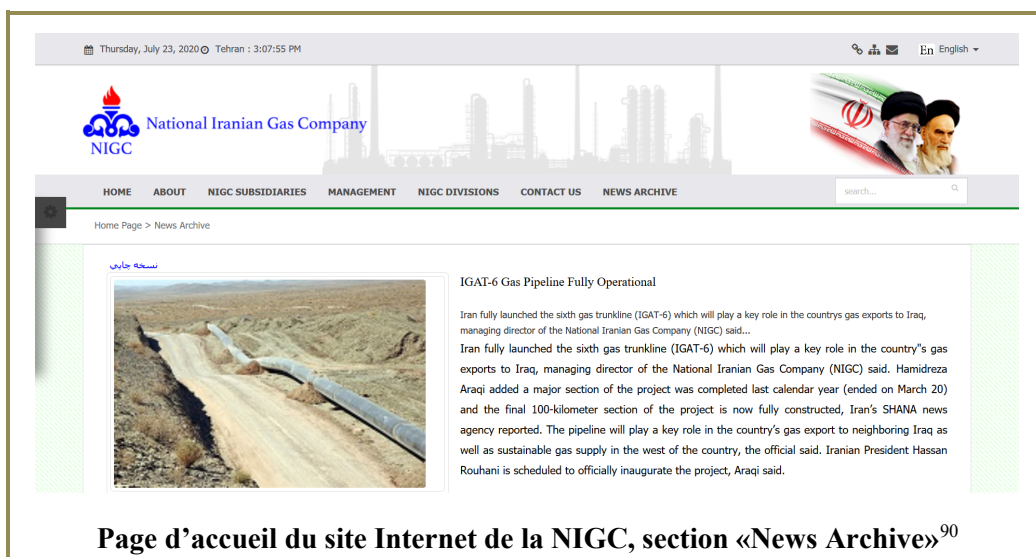 Thursday, July 23, 2020 Tehran : 3:07:55 PM
En English
National Iranian Gas Company
NIGC
HOME ABOUT NIGC SUBSIDIARIES MANAGEMENT NIGC DIVISIONS CONTACT US NEWS ARCHIVE
search...
Home Page > News Archive
نسخه چاپی
IGAT-6 Gas Pipeline Fully Operational
Iran fully launched the sixth gas trunkline (IGAT-6) which will play a key role in the countrys gas exports to Iraq,
managing director of the National Iranian Gas Company (NIGC) said...
Iran fully launched the sixth gas trunkline (IGAT-6) which will play a key role in the country"s gas
exports to Iraq, managing director of the National Iranian Gas Company (NIGC) said. Hamidreza
Araqi added a major section of the project was completed last calendar year (ended on March 20)
and the final 100-kilometer section of the project is now fully constructed, Iran's SHANA news
agency reported. The pipeline will play a key role in the country's gas export to neighboring Iraq as
well as sustainable gas supply in the west of the country, the official said. Iranian President Hassan
Rouhani is scheduled to officially inaugurate the project, Araqi said.
Page d'accueil du site Internet de la NIGC, section «News Archive»90